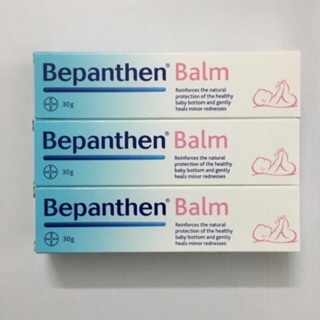 Bepanthen® Balm
Reinforces the natural
protection of the healthy
baby bottom and gently
heals minor rednesses
30g
Bepanthen® Balm
Reinforces the natural
protection of the healthy
baby bottom and gently
heals minor rednesses
30g
Bepanthen® Balm
Reinforces the natural
protection of the healthy
baby bottom and gently
heals minor rednesses
30g